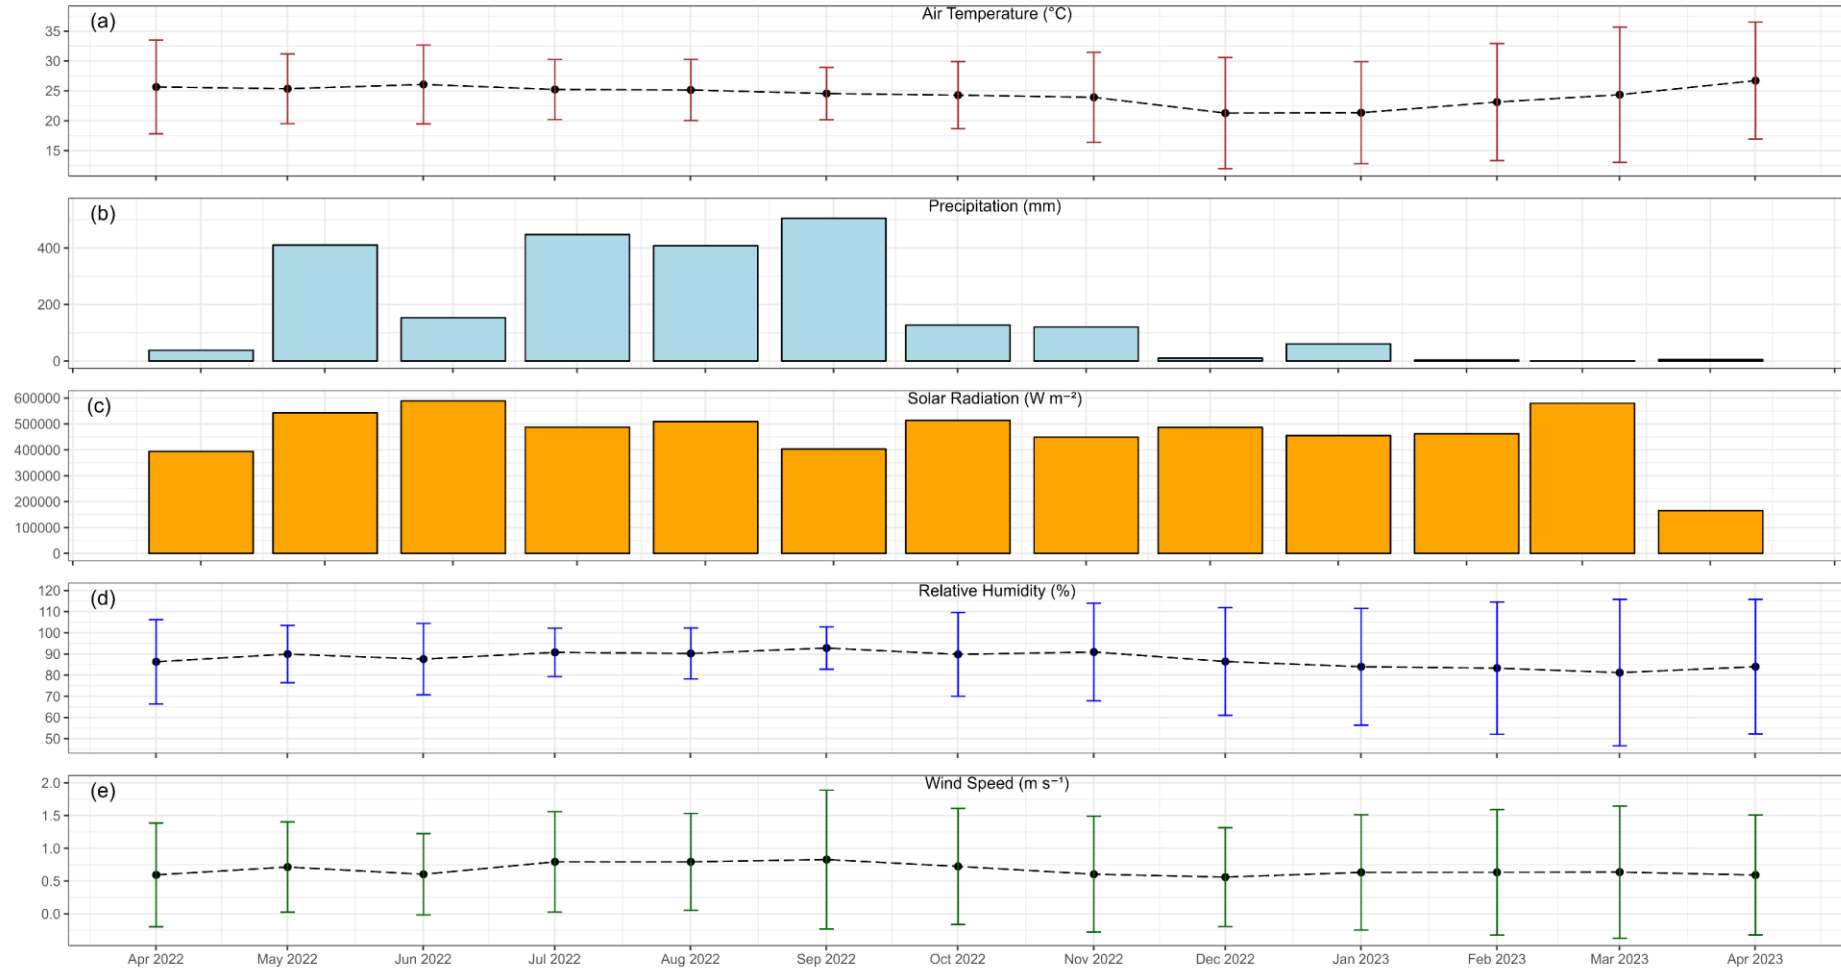 (a)
Air Temperature (°C)
35
30
25
20
15
(b)
Precipitation (mm)
400
200
0
(c)
Solar Radiation (W m⁻²)
600000
500000
400000
300000
200000
100000
0
(d)
Relative Humidity (%)
120
110
100
90
80
70
60
50
(e)
Wind Speed (m s⁻¹)
2.0
1.5
1.0
0.5
0.0
Apr 2022 May 2022 Jun 2022 Jul 2022 Aug 2022 Sep 2022 Oct 2022 Nov 2022 Dec 2022 Jan 2023 Feb 2023 Mar 2023 Apr 2023